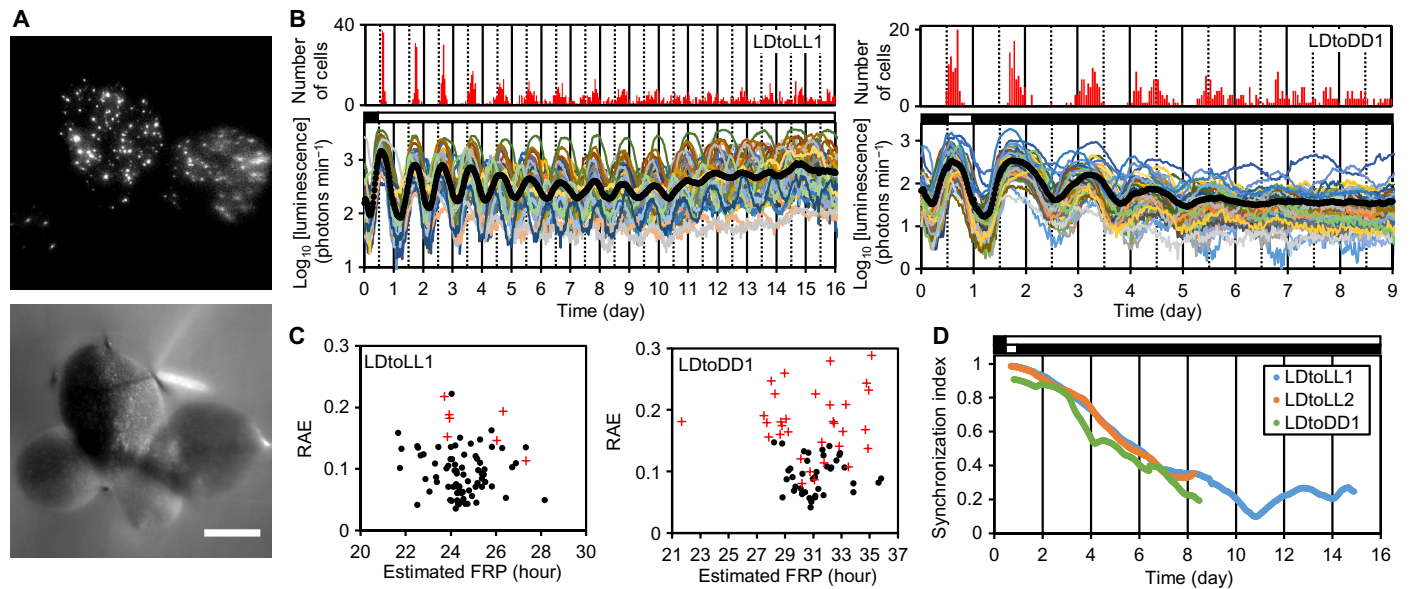 A
B
40
Number
of cells
0
LDtoLL1
Log₁₀ [luminescence]
(photons min⁻¹)
3
2
1
0 1 2 3 4 5 6 7 8 9 10 11 12 13 14 15 16
Time (day)
20
Number
of cells
0
LDtoDD1
Log₁₀ [luminescence]
(photons min⁻¹)
3
2
1
0
0 1 2 3 4 5 6 7 8 9
Time (day)
C
0.3
0.2
0.1
0
RAE
LDtoLL1
20 22 24 26 28 30
Estimated FRP (hour)
0.3
0.2
0.1
0
RAE
LDtoDD1
21 23 25 27 29 31 33 35 37
Estimated FRP (hour)
D
Synchronization index
1
0.8
0.6
0.4
0.2
0
LDtoLL1
LDtoLL2
LDtoDD1
0 2 4 6 8 10 12 14 16
Time (day)